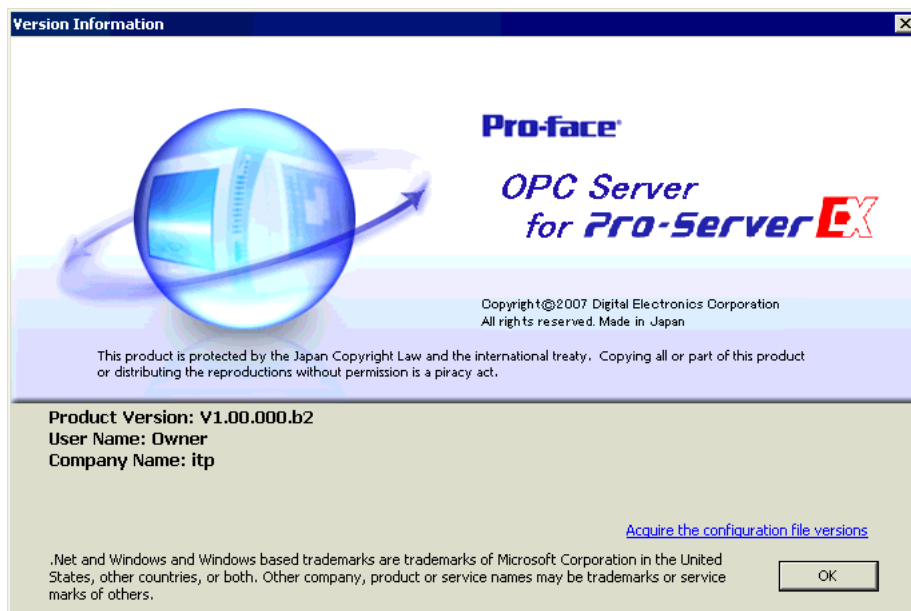 Version Information
Pro-face®
OPC Server
for Pro-Server EX
Copyright©2007 Digital Electronics Corporation
All rights reserved. Made in Japan
This product is protected by the Japan Copyright Law and the international treaty. Copying all or part of this product
or distributing the reproductions without permission is a piracy act.
Product Version: V1.00.000.b2
User Name: Owner
Company Name: itp
Acquire the configuration file versions
.Net and Windows and Windows based trademarks are trademarks of Microsoft Corporation in the United
States, other countries, or both. Other company, product or service names may be trademarks or service
marks of others.
OK